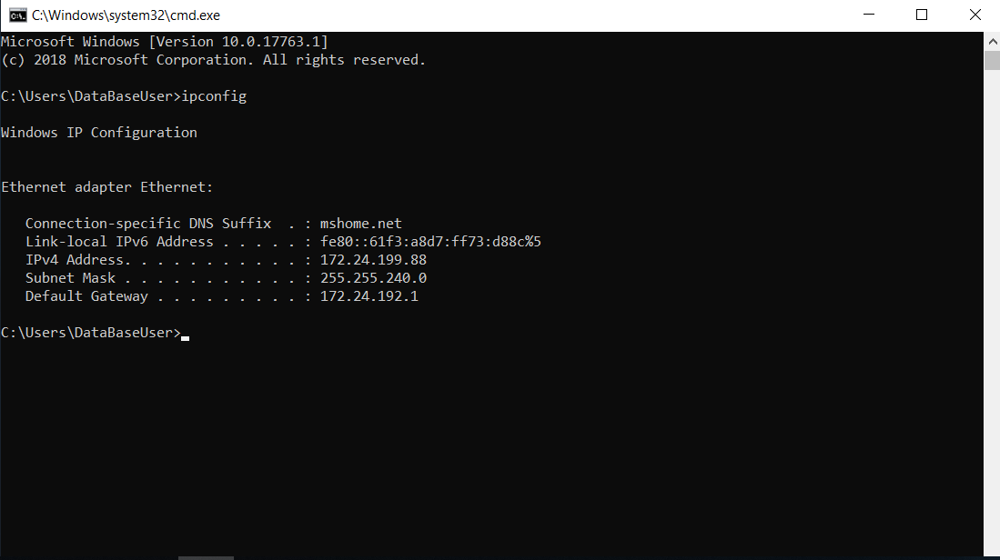 C:\Windows\system32\cmd.exe
Microsoft Windows [Version 10.0.17763.1]
(c) 2018 Microsoft Corporation. All rights reserved.
C:\Users\DataBaseUser>ipconfig
Windows IP Configuration
Ethernet adapter Ethernet:
   Connection-specific DNS Suffix  . : mshome.net
   Link-local IPv6 Address . . . . . : fe80::61f3:a8d7:ff73:d88c%5
   IPv4 Address. . . . . . . . . . . : 172.24.199.88
   Subnet Mask . . . . . . . . . . . : 255.255.240.0
   Default Gateway . . . . . . . . . : 172.24.192.1
C:\Users\DataBaseUser>